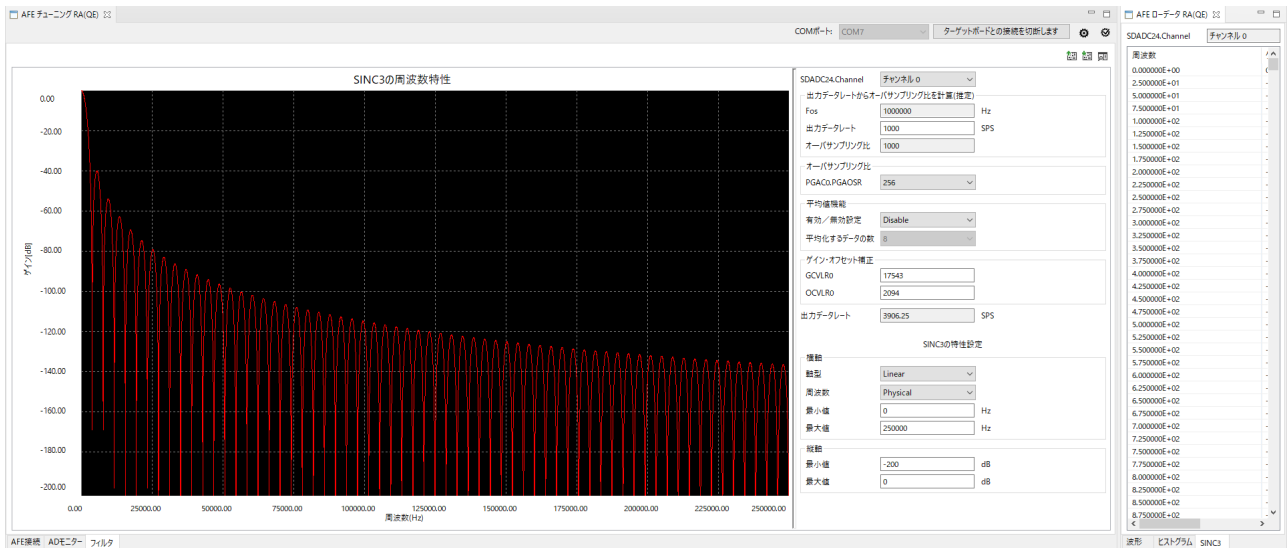 AFE チューニング RA(QE)
COMポート: COM7 ターゲットボードとの接続を切断します
SINC3の周波数特性
ゲイン[dB]
0.00
-20.00
-40.00
-60.00
-80.00
-100.00
-120.00
-140.00
-160.00
-180.00
-200.00
0.00 25000.00 50000.00 75000.00 100000.00 125000.00 150000.00 175000.00 200000.00 225000.00 250000.00
周波数(Hz)
SDADC24.Channel チャンネル 0
出力データレートからオーバサンプリング比を計算(推定)
Fos 1000000 Hz
出力データレート 1000 SPS
オーバサンプリング比 1000
オーバサンプリング比
PGAC0.PGAOSR 256
平均値機能
有効／無効設定 Disable
平均化するデータの数 8
ゲイン・オフセット補正
GCVLR0 17543
OCVLR0 2094
出力データレート 3906.25 SPS
SINC3の特性設定
横軸
軸型 Linear
周波数 Physical
最小値 0 Hz
最大値 250000 Hz
縦軸
最小値 -200 dB
最大値 0 dB
AFE接続 ADモニター フィルタ
AFE ローデータ RA(QE)
SDADC24.Channel チャンネル 0
周波数
0.000000E+00
2.500000E+01
5.000000E+01
7.500000E+01
1.000000E+02
1.250000E+02
1.500000E+02
1.750000E+02
2.000000E+02
2.250000E+02
2.500000E+02
2.750000E+02
3.000000E+02
3.250000E+02
3.500000E+02
3.750000E+02
4.000000E+02
4.250000E+02
4.500000E+02
4.750000E+02
5.000000E+02
5.250000E+02
5.500000E+02
5.750000E+02
6.000000E+02
6.250000E+02
6.500000E+02
6.750000E+02
7.000000E+02
7.250000E+02
7.500000E+02
7.750000E+02
8.000000E+02
8.250000E+02
8.500000E+02
8.750000E+02
波形 ヒストグラム SINC3